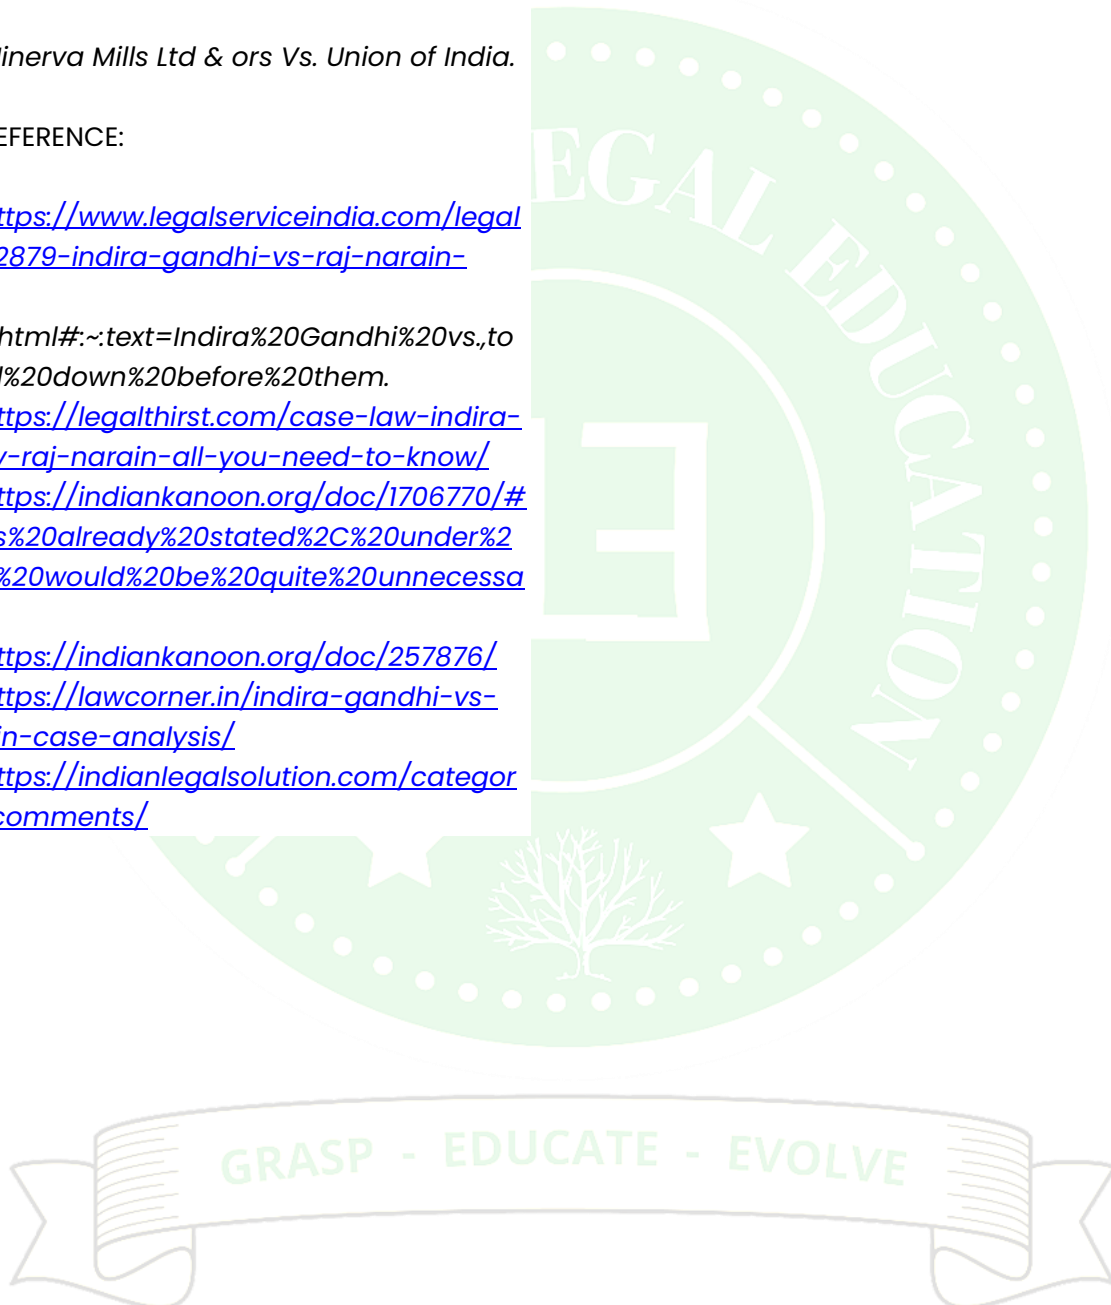 inerva Mills Ltd & ors Vs. Union of India.
EFERENCE:
ttps://www.legalserviceindia.com/legal
2879-indira-gandhi-vs-raj-narain-
html#:~:text=Indira%20Gandhi%20vs.,to
%20down%20before%20them.
ttps://legalthirst.com/case-law-indira-
v-raj-narain-all-you-need-to-know/
ttps://indiankanoon.org/doc/1706770/#
s%20already%20stated%2C%20under%2
%20would%20be%20quite%20unnecessa
ttps://indiankanoon.org/doc/257876/
ttps://lawcorner.in/indira-gandhi-vs-
in-case-analysis/
ttps://indianlegalsolution.com/categor
comments/
EGAL EDUCATION
E
GRASP - EDUCATE - EVOLVE